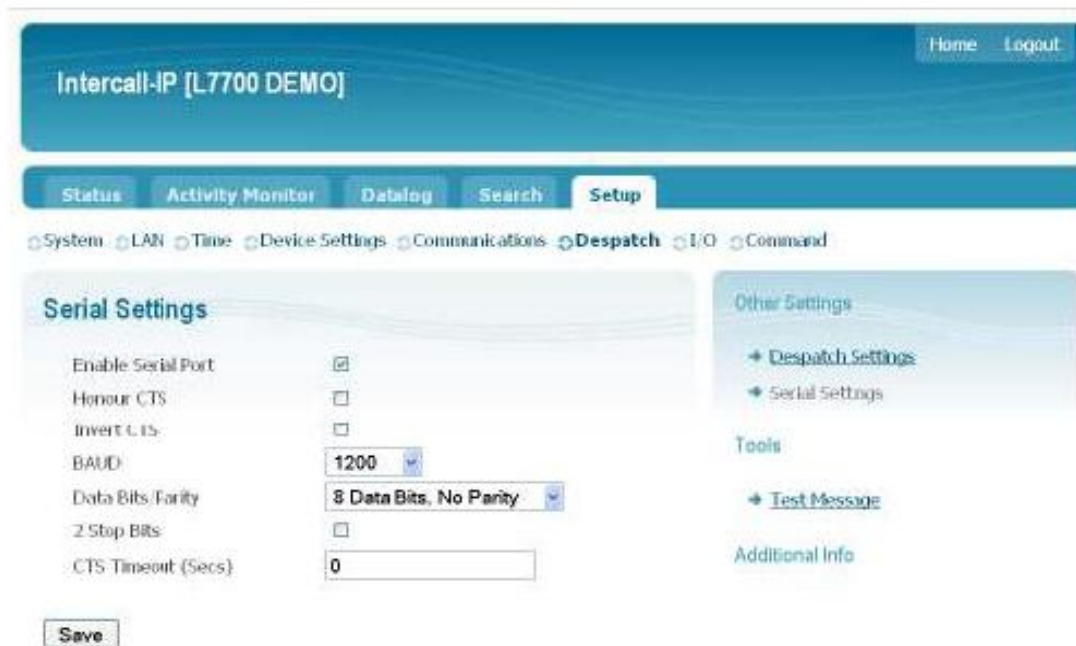 Home Logout
Intercall-IP [L7700 DEMO]
Status Activity Monitor Datalog Search Setup
System LAN Time Device Settings Communications Despatch I/O Command
Serial Settings
Enable Serial Port
Honour CTS
Invert CTS
BAUD 1200
Data Bits/Parity 8 Data Bits, No Parity
2 Stop Bits
CTS Timeout (Secs) 0
Save
Other Settings
Despatch Settings
Serial Settings
Tools
Test Message
Additional Info